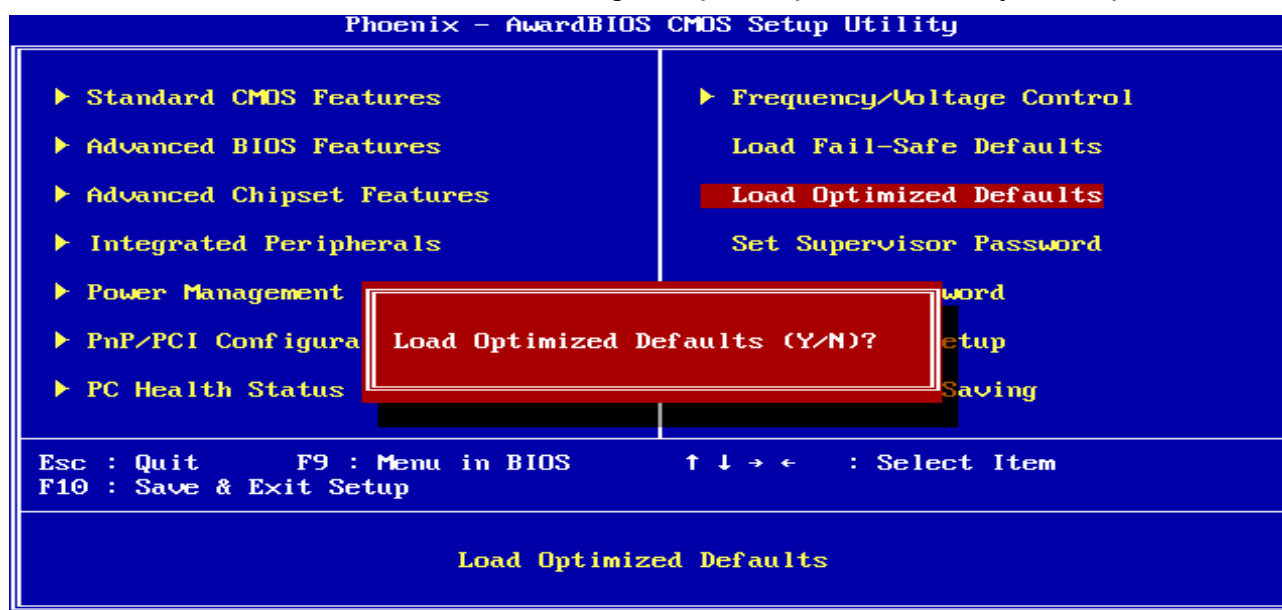 Phoenix - AwardBIOS CMOS Setup Utility
Standard CMOS Features
Advanced BIOS Features
Advanced Chipset Features
Integrated Peripherals
Power Management
PnP/PCI Configura
PC Health Status
Frequency/Voltage Control
Load Fail-Safe Defaults
Load Optimized Defaults
Set Supervisor Password
word
etup
Saving
Load Optimized Defaults (Y/N)?
Esc : Quit F9 : Menu in BIOS ↑ ↓ → ← : Select Item
F10 : Save & Exit Setup
Load Optimized Defaults